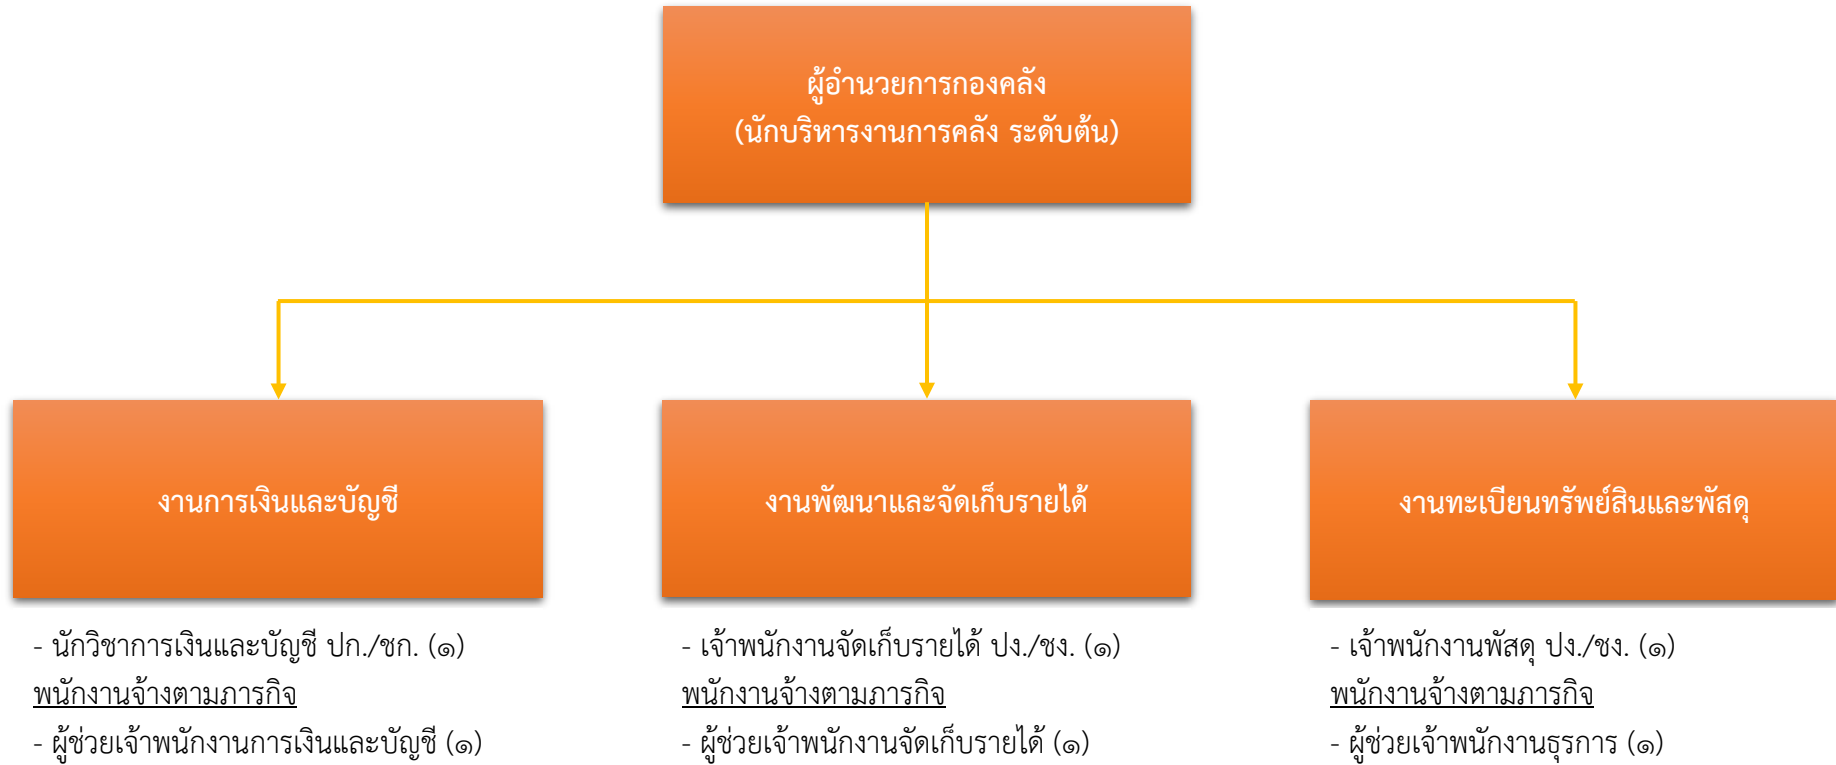 ผู้อำนวยการกองคลัง
(นักบริหารงานการคลัง ระดับต้น)
งานการเงินและบัญชี
- นักวิชาการเงินและบัญชี ปก./ชก. (๑)
พนักงานจ้างตามภารกิจ
- ผู้ช่วยเจ้าพนักงานการเงินและบัญชี (๑)
งานพัฒนาและจัดเก็บรายได้
- เจ้าพนักงานจัดเก็บรายได้ ปง./ชง. (๑)
พนักงานจ้างตามภารกิจ
- ผู้ช่วยเจ้าพนักงานจัดเก็บรายได้ (๑)
งานทะเบียนทรัพย์สินและพัสดุ
- เจ้าพนักงานพัสดุ ปง./ชง. (๑)
พนักงานจ้างตามภารกิจ
- ผู้ช่วยเจ้าพนักงานธุรการ (๑)